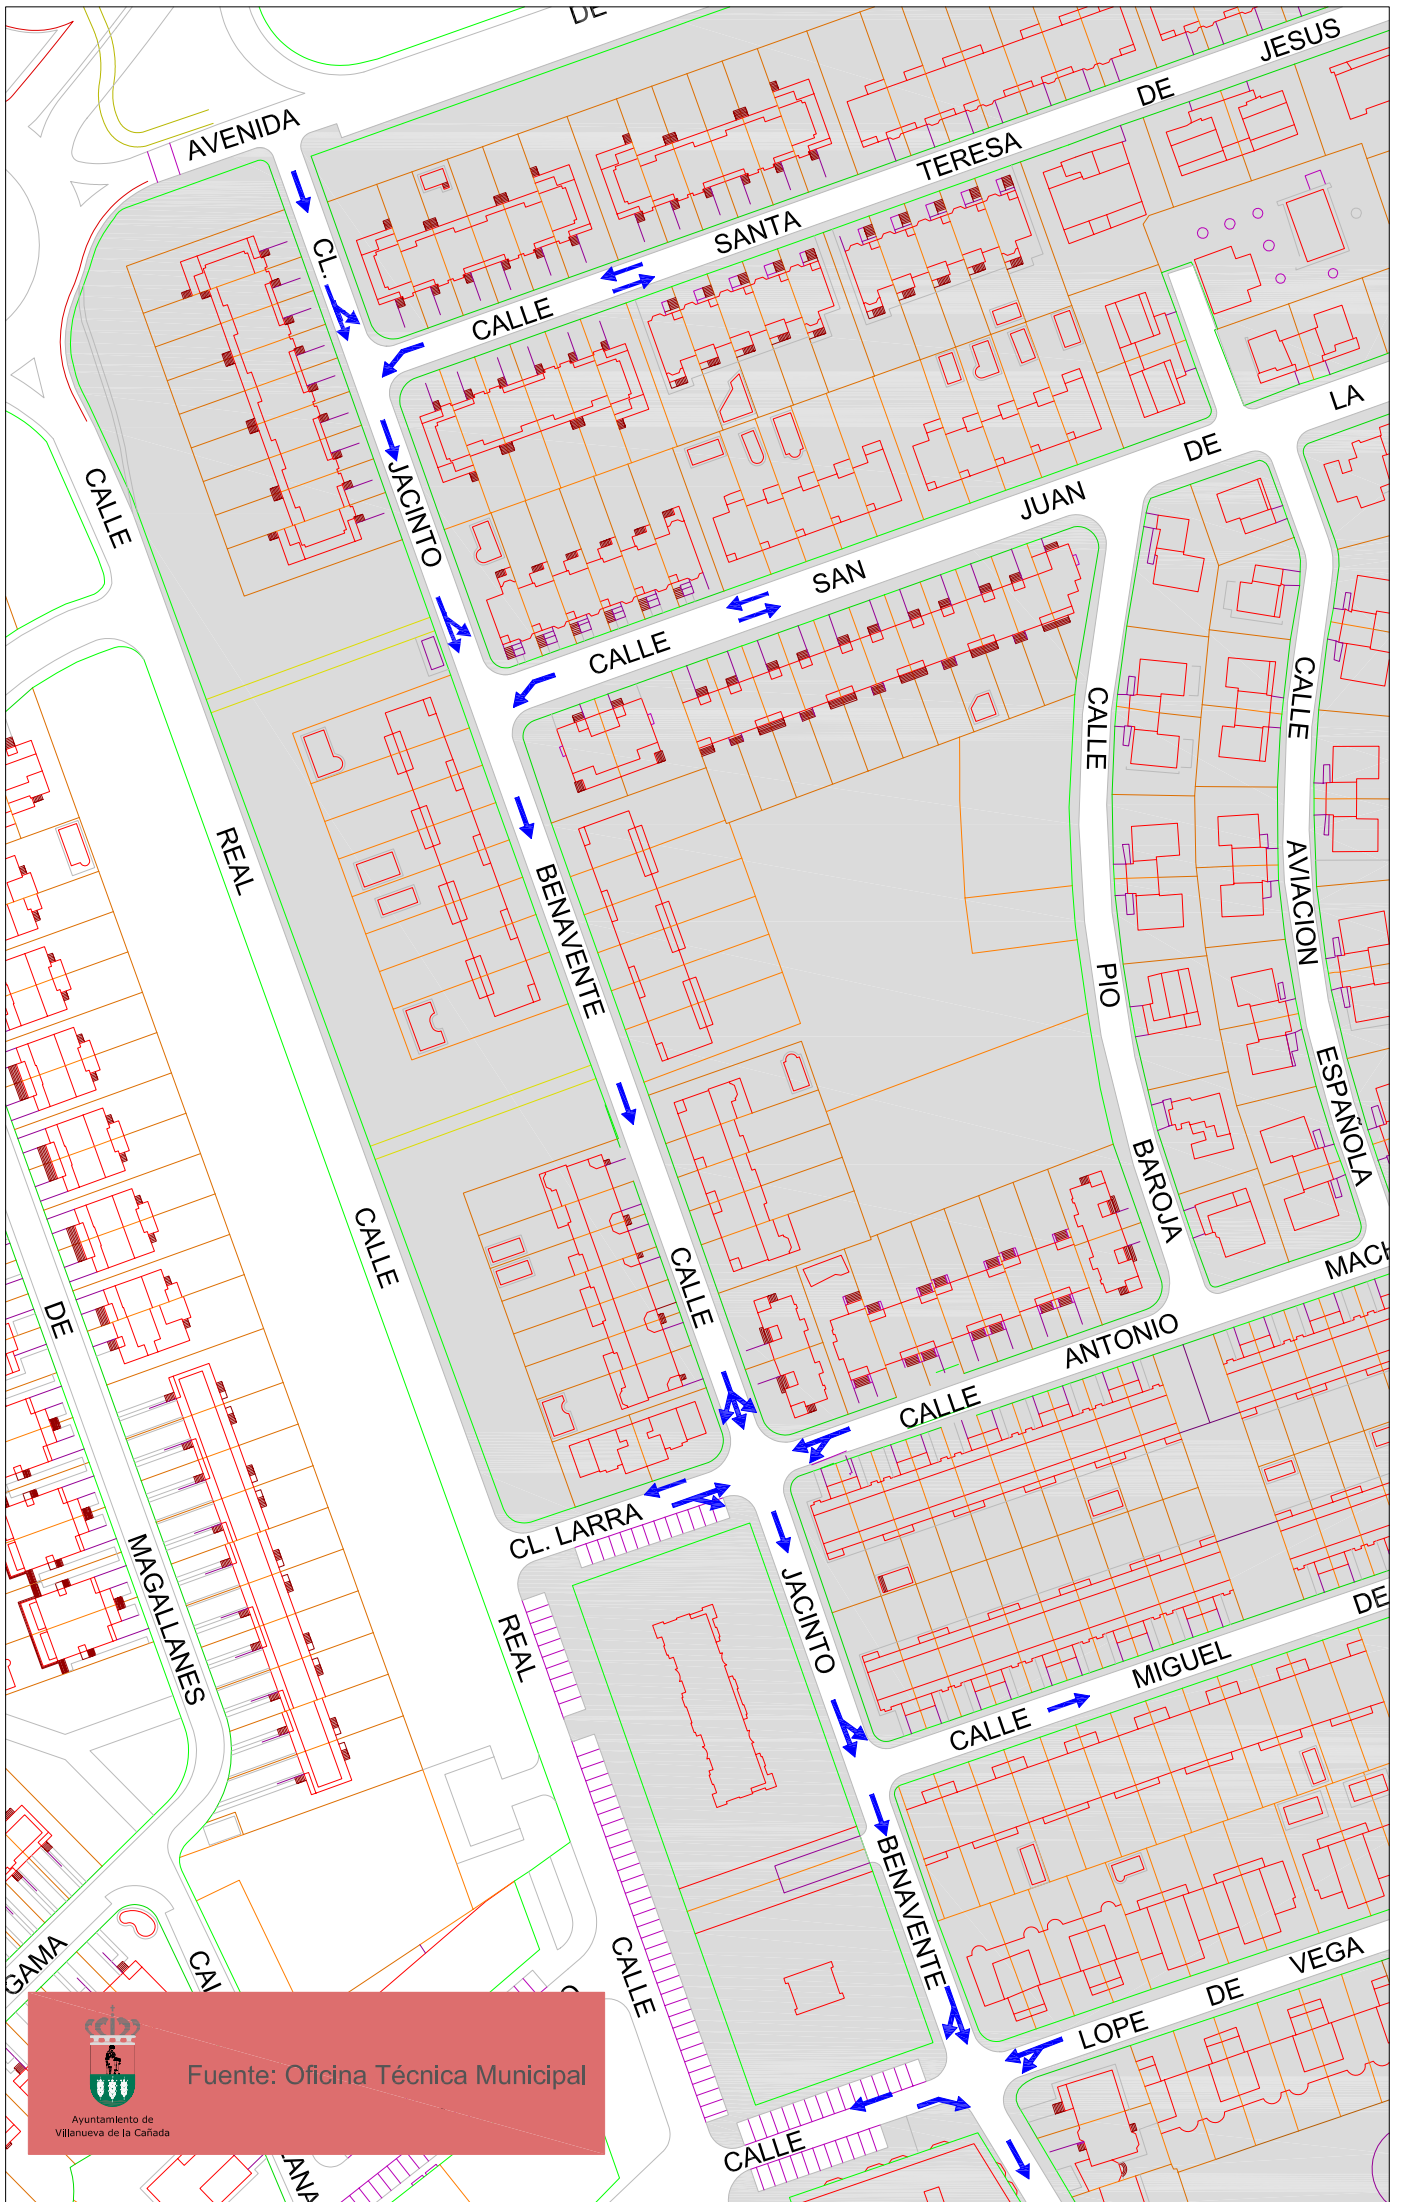 DE
AVENIDA
JESUS
DE
TERESA
SANTA
CALLE
CL.
JACINTO
CALLE
LA
DE
JUAN
SAN
CALLE
BENAVENTE
REAL
CALLE
PIO
BAROJA
CALLE
AVIACION
ESPAÑOLA
CALLE
CALLE
MACH
ANTONIO
CALLE
CL. LARRA
DE
MAGALLANES
REAL
JACINTO
DE
MIGUEL
CALLE
BENAVENTE
CALLE
VEGA
DE
LOPE
GAMA
CAL
CALLE
Fuente: Oficina Técnica Municipal
Ayuntamiento de
Villanueva de la Cañada